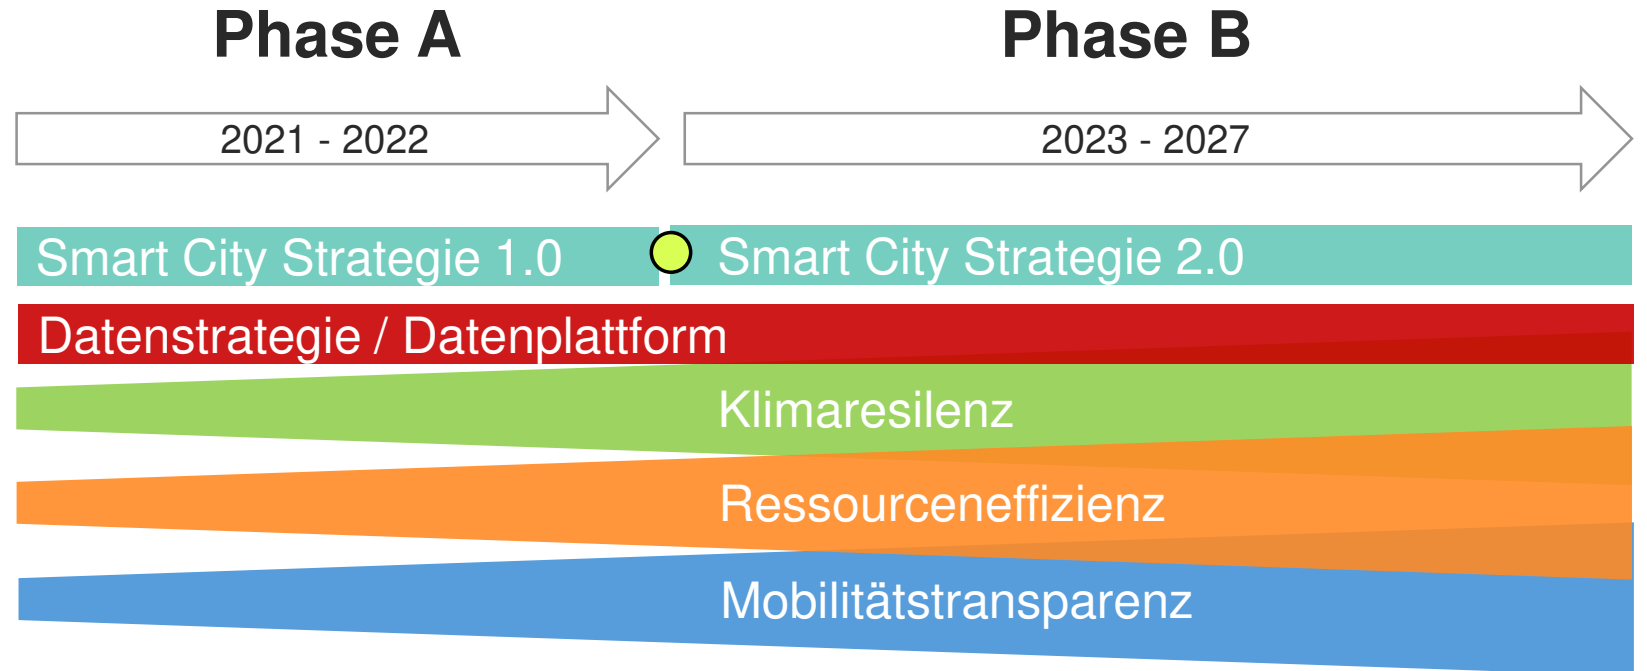 Phase A
Phase B
2021 - 2022
2023 - 2027
Smart City Strategie 1.0
Smart City Strategie 2.0
Datenstrategie / Datenplattform
Klimaresilenz
Ressourceneffizienz
Mobilitätstransparenz